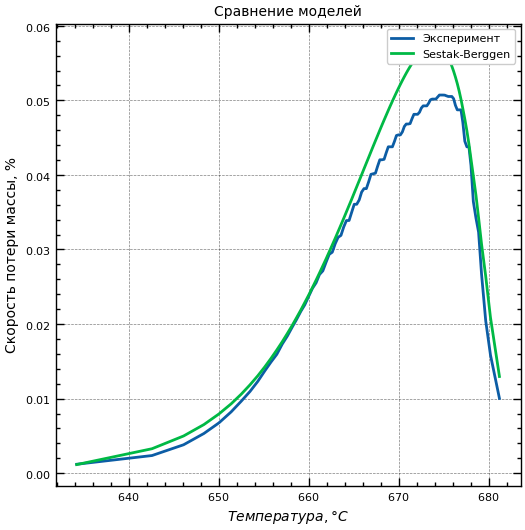 Сравнение моделей
Эксперимент
Sestak-Berggen
Скорость потери массы, %
0.06
0.05
0.04
0.03
0.02
0.01
0.00
640 650 660 670 680
Температура, °C